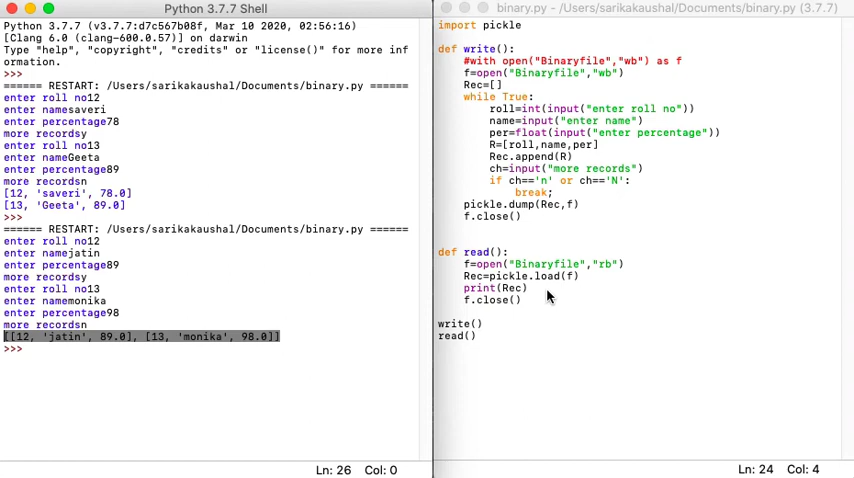 Python 3.7.7 Shell
Python 3.7.7 (v3.7.7:d7c567b08f, Mar 10 2020, 02:56:16)
[Clang 6.0 (clang-600.0.57)] on darwin
Type "help", "copyright", "credits" or "license()" for more inf
ormation.
>>>
====== RESTART: /Users/sarikakaushal/Documents/binary.py ======
enter roll no12
enter namesaveri
enter percentage78
more recordsy
enter roll no13
enter nameGeeta
enter percentage89
more recordsn
[12, 'saveri', 78.0]
[13, 'Geeta', 89.0]
>>>
====== RESTART: /Users/sarikakaushal/Documents/binary.py ======
enter roll no12
enter namejatin
enter percentage89
more recordsy
enter roll no13
enter namemonika
enter percentage98
more recordsn
[[12, 'jatin', 89.0], [13, 'monika', 98.0]]
>>>
Ln: 26 Col: 0
binary.py - /Users/sarikakaushal/Documents/binary.py (3.7.7)
import pickle
def write():
    #with open("Binaryfile","wb") as f
    f=open("Binaryfile","wb")
    Rec=[]
    while True:
        roll=int(input("enter roll no"))
        name=input("enter name")
        per=float(input("enter percentage"))
        R=[roll,name,per]
        Rec.append(R)
        ch=input("more records")
        if ch=='n' or ch=='N':
            break;
    pickle.dump(Rec,f)
    f.close()
def read():
    f=open("Binaryfile","rb")
    Rec=pickle.load(f)
    print(Rec)
    f.close()
write()
read()
Ln: 24 Col: 4